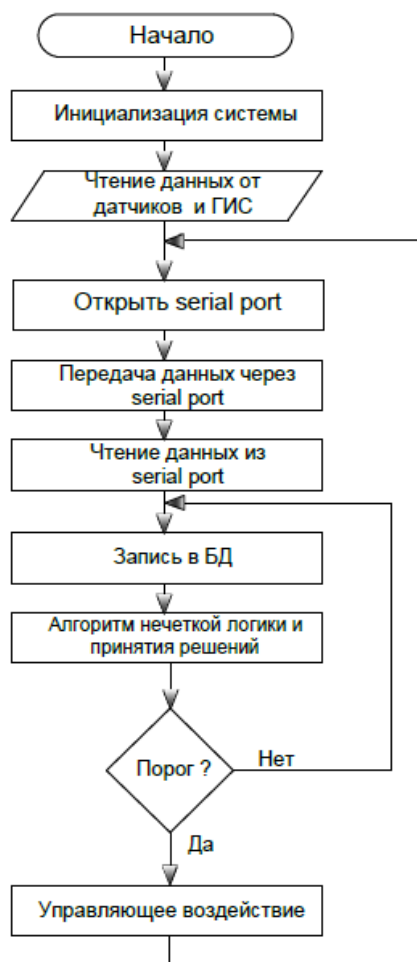 Начало
Инициализация системы
Чтение данных от
датчиков и ГИС
Открыть serial port
Передача данных через
serial port
Чтение данных из
serial port
Запись в БД
Алгоритм нечеткой логики и
принятия решений
Порог ?
Нет
Да
Управляющее воздействие